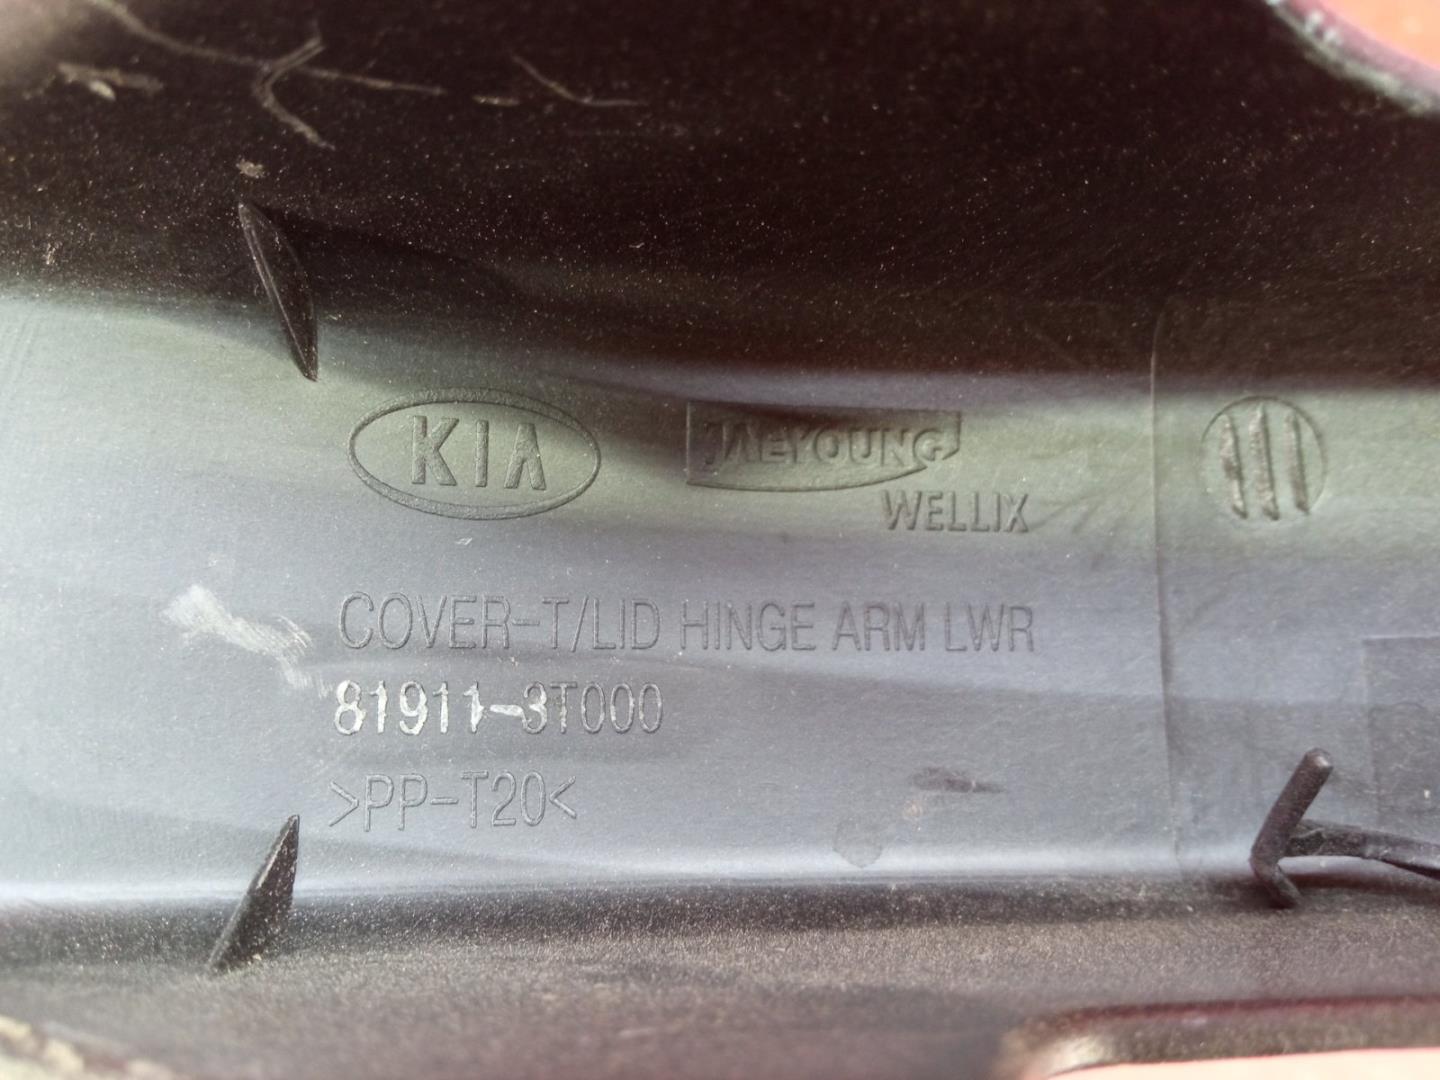 KIA
JAEYOUNG
WELLIX
COVER-T/LID HINGE ARM LWR
81911-3T000
>PP-T20<